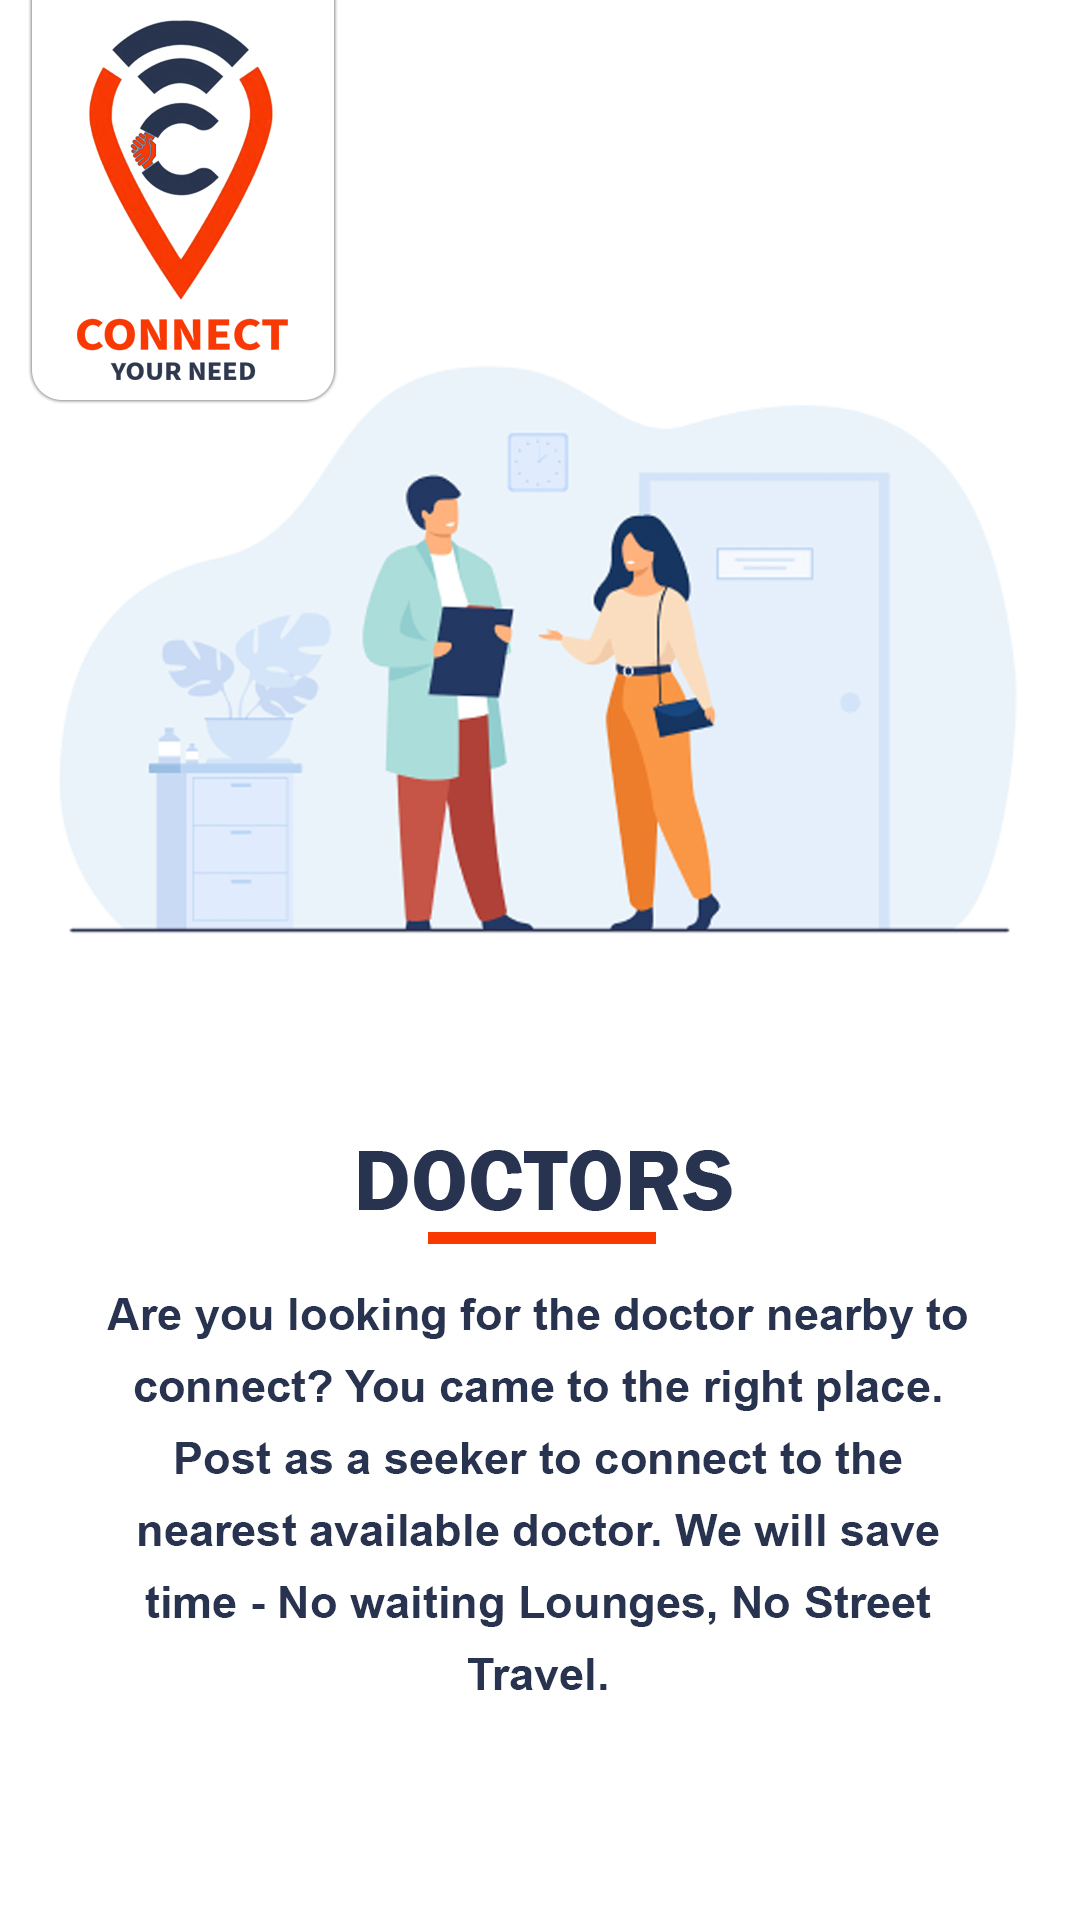 CONNECT
YOUR NEED
DOCTORS
Are you looking for the doctor nearby to
connect? You came to the right place.
Post as a seeker to connect to the
nearest available doctor. We will save
time - No waiting Lounges, No Street
Travel.